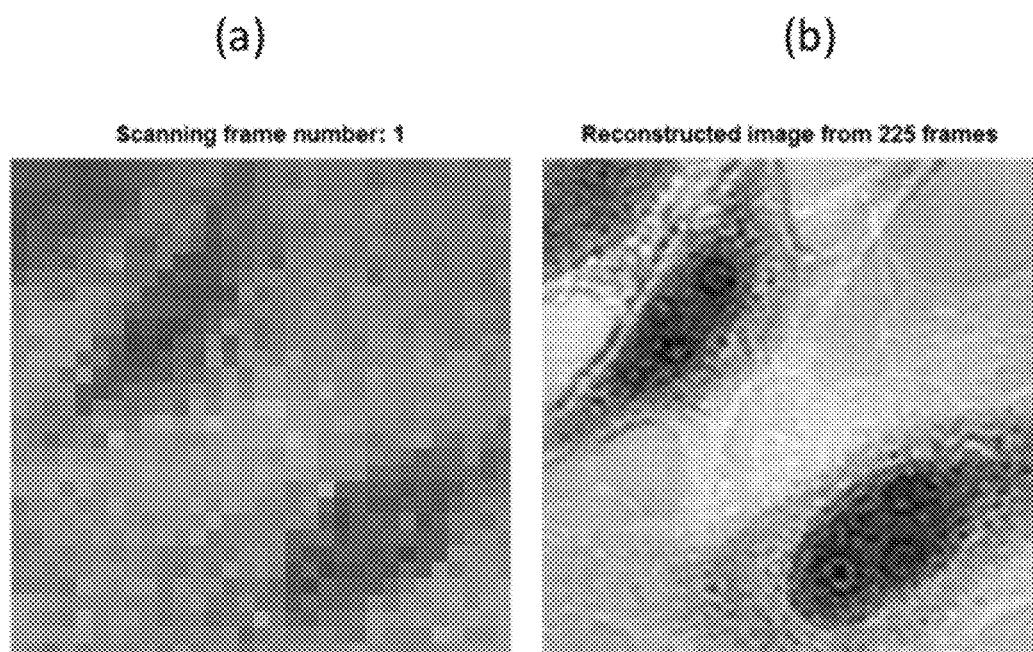 (a)
(b)
Scanning frame number: 1
Reconstructed image from 225 frames